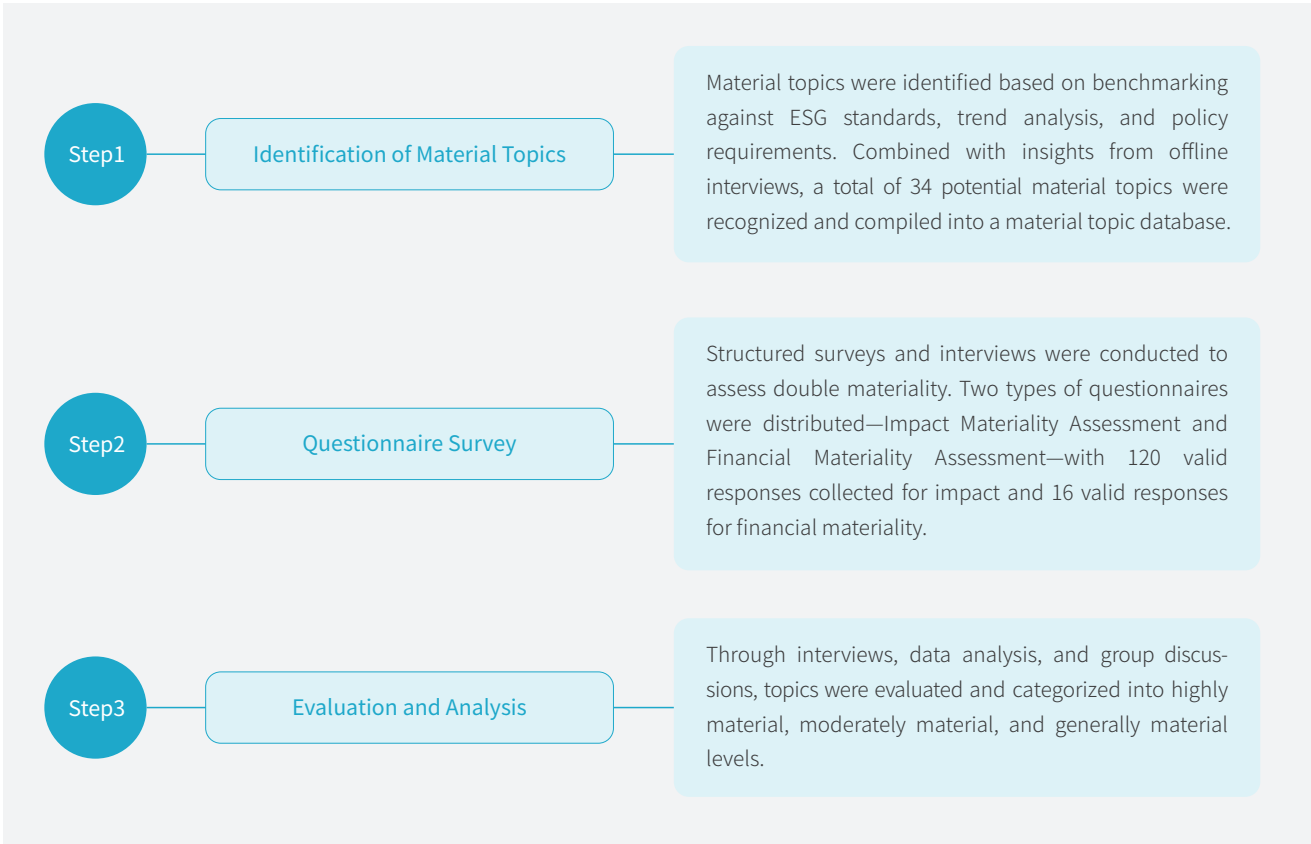 Step1
Identification of Material Topics
Material topics were identified based on benchmarking
against ESG standards, trend analysis, and policy
requirements. Combined with insights from offline
interviews, a total of 34 potential material topics were
recognized and compiled into a material topic database.
Step2
Questionnaire Survey
Structured surveys and interviews were conducted to
assess double materiality. Two types of questionnaires
were distributed—Impact Materiality Assessment and
Financial Materiality Assessment—with 120 valid
responses collected for impact and 16 valid responses
for financial materiality.
Step3
Evaluation and Analysis
Through interviews, data analysis, and group discus-
sions, topics were evaluated and categorized into highly
material, moderately material, and generally material
levels.